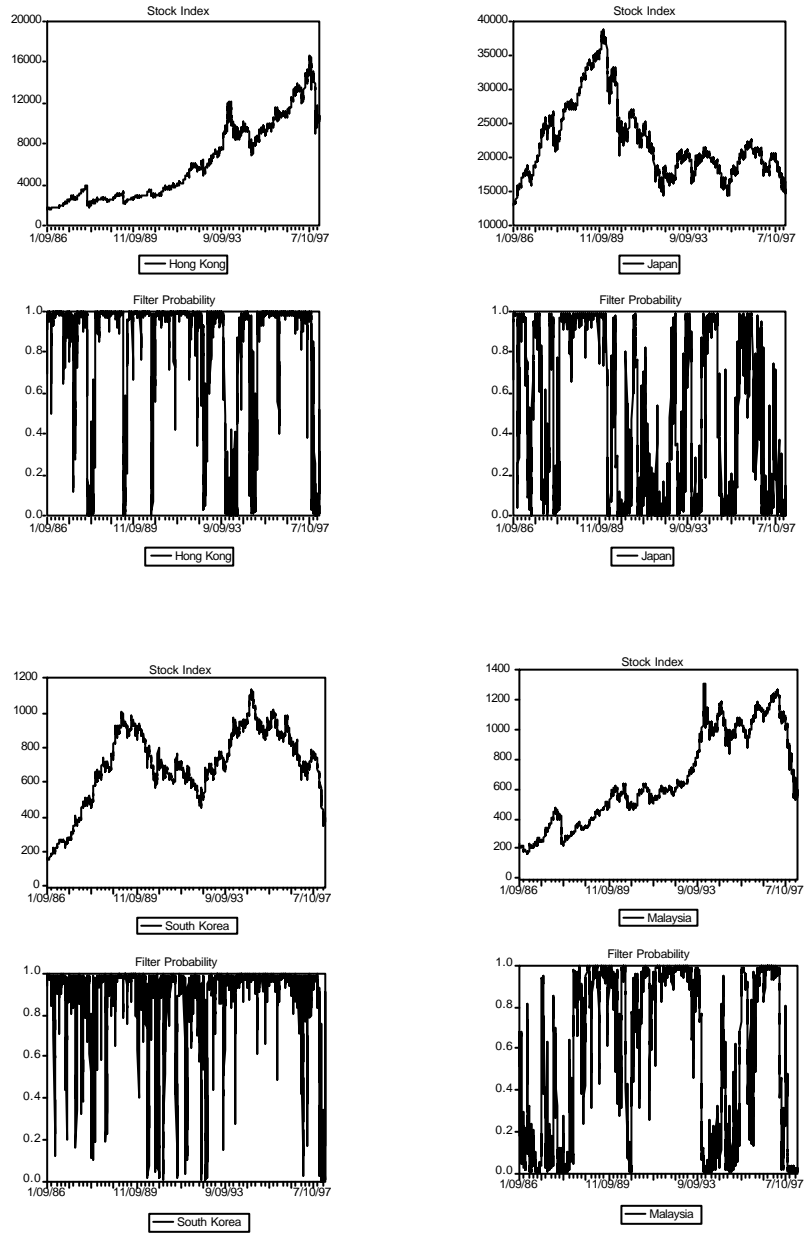 Stock Index
20000
16000
12000
8000
4000
0
1/09/86 11/09/89 9/09/93 7/10/97
Hong Kong
Stock Index
40000
35000
30000
25000
20000
15000
10000
1/09/86 11/09/89 9/09/93 7/10/97
Japan
Filter Probability
1.0
0.8
0.6
0.4
0.2
0.0
1/09/86 11/09/89 9/09/93 7/10/97
Hong Kong
Filter Probability
1.0
0.8
0.6
0.4
0.2
0.0
1/09/86 11/09/89 9/09/93 7/10/97
Japan
Stock Index
1200
1000
800
600
400
200
0
1/09/86 11/09/89 9/09/93 7/10/97
South Korea
Stock Index
1400
1200
1000
800
600
400
200
0
1/09/86 11/09/89 9/09/93 7/10/97
Malaysia
Filter Probability
1.0
0.8
0.6
0.4
0.2
0.0
1/09/86 11/09/89 9/09/93 7/10/97
South Korea
Filter Probability
1.0
0.8
0.6
0.4
0.2
0.0
1/09/86 11/09/89 9/09/93 7/10/97
Malaysia